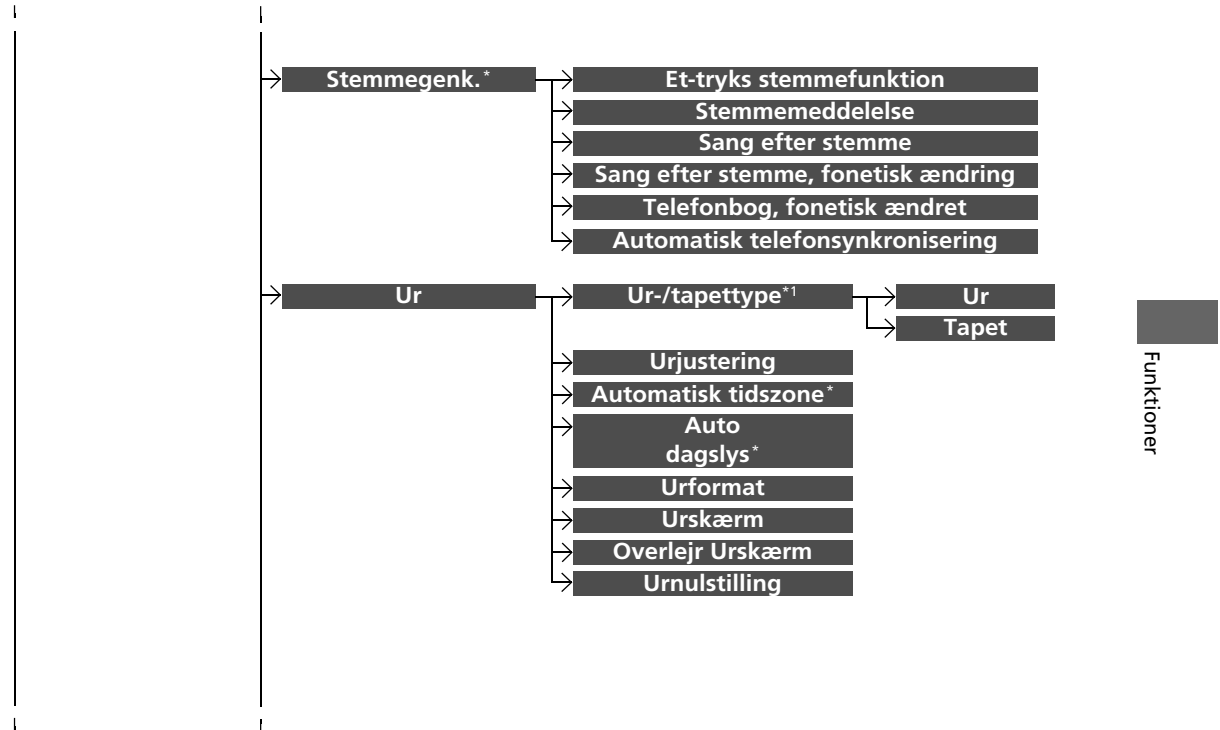 Stemmegenk.*
Et-tryks stemmefunktion
Stemmemeddelelse
Sang efter stemme
Sang efter stemme, fonetisk ændring
Telefonbog, fonetisk ændret
Automatisk telefonsynkronisering
Ur
Ur-/tapettype*1
Ur
Tapet
Urjustering
Automatisk tidszone*
Auto
dagslys*
Urformat
Urskærm
Overlejr Urskærm
Urnulstilling
Funktioner